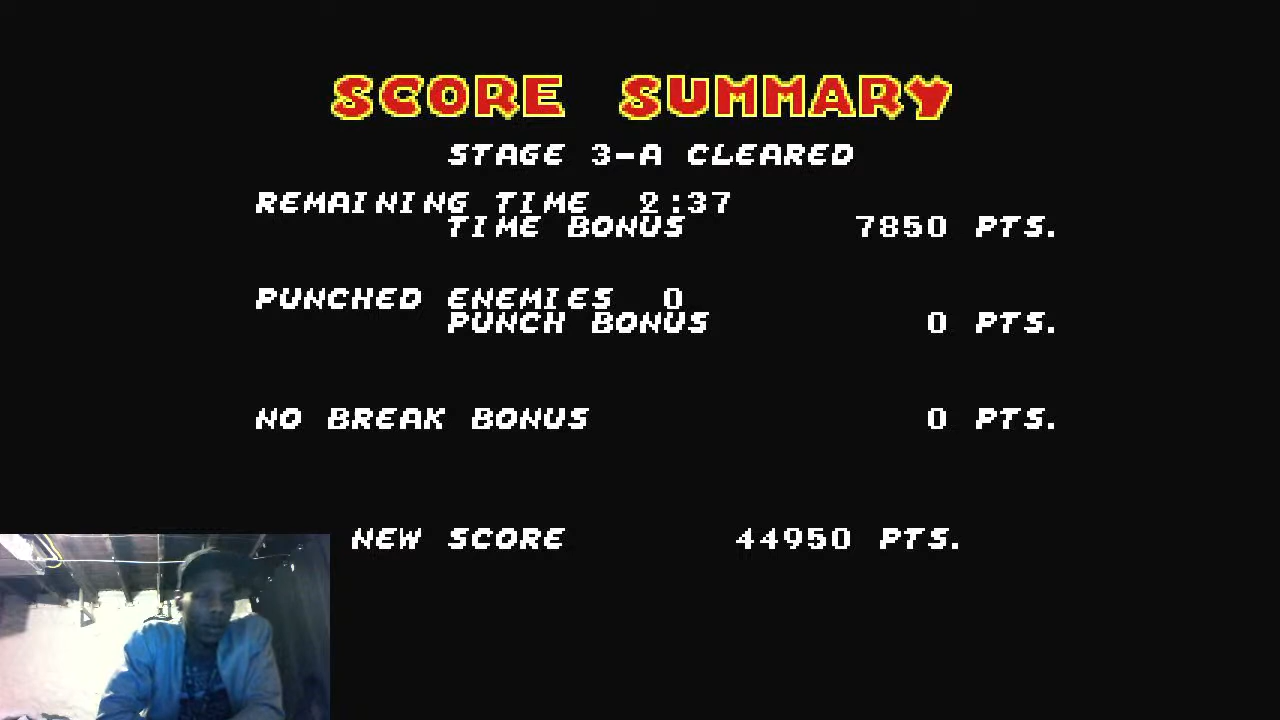 SCORE SUMMARY
STAGE 3-A CLEARED
REMAINING TIME 2:37
TIME BONUS 7850 PTS.
PUNCHED ENEMIES 0
PUNCH BONUS 0 PTS.
NO BREAK BONUS 0 PTS.
NEW SCORE 44950 PTS.